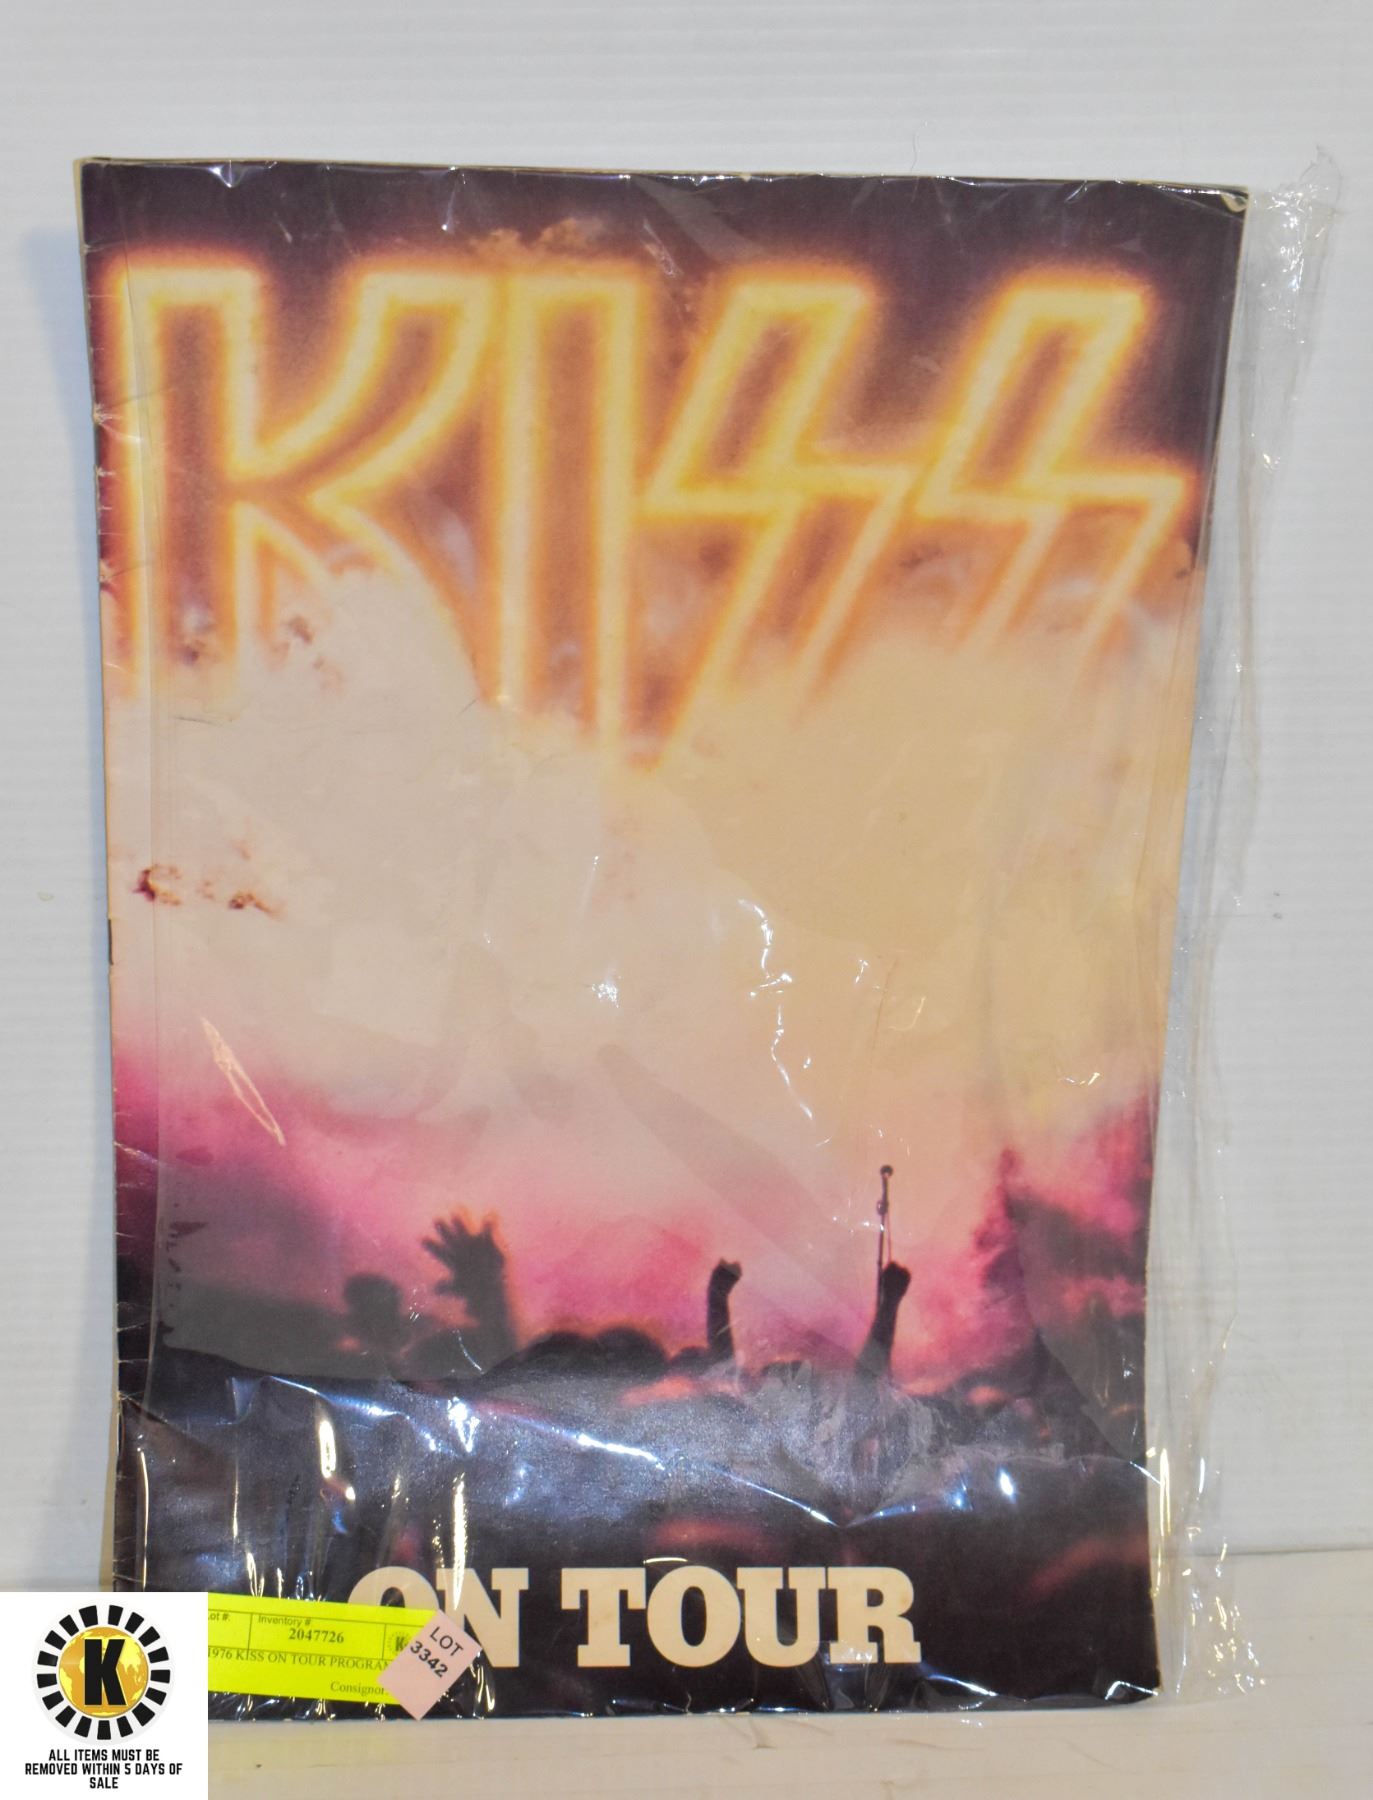 KISS
ON TOUR
Lot #:
Inventory #
2047726
K
1976 KISS ON TOUR PROGRAM
Consignor:
LOT
3342
K
ALL ITEMS MUST BE
REMOVED WITHIN 5 DAYS OF
SALE